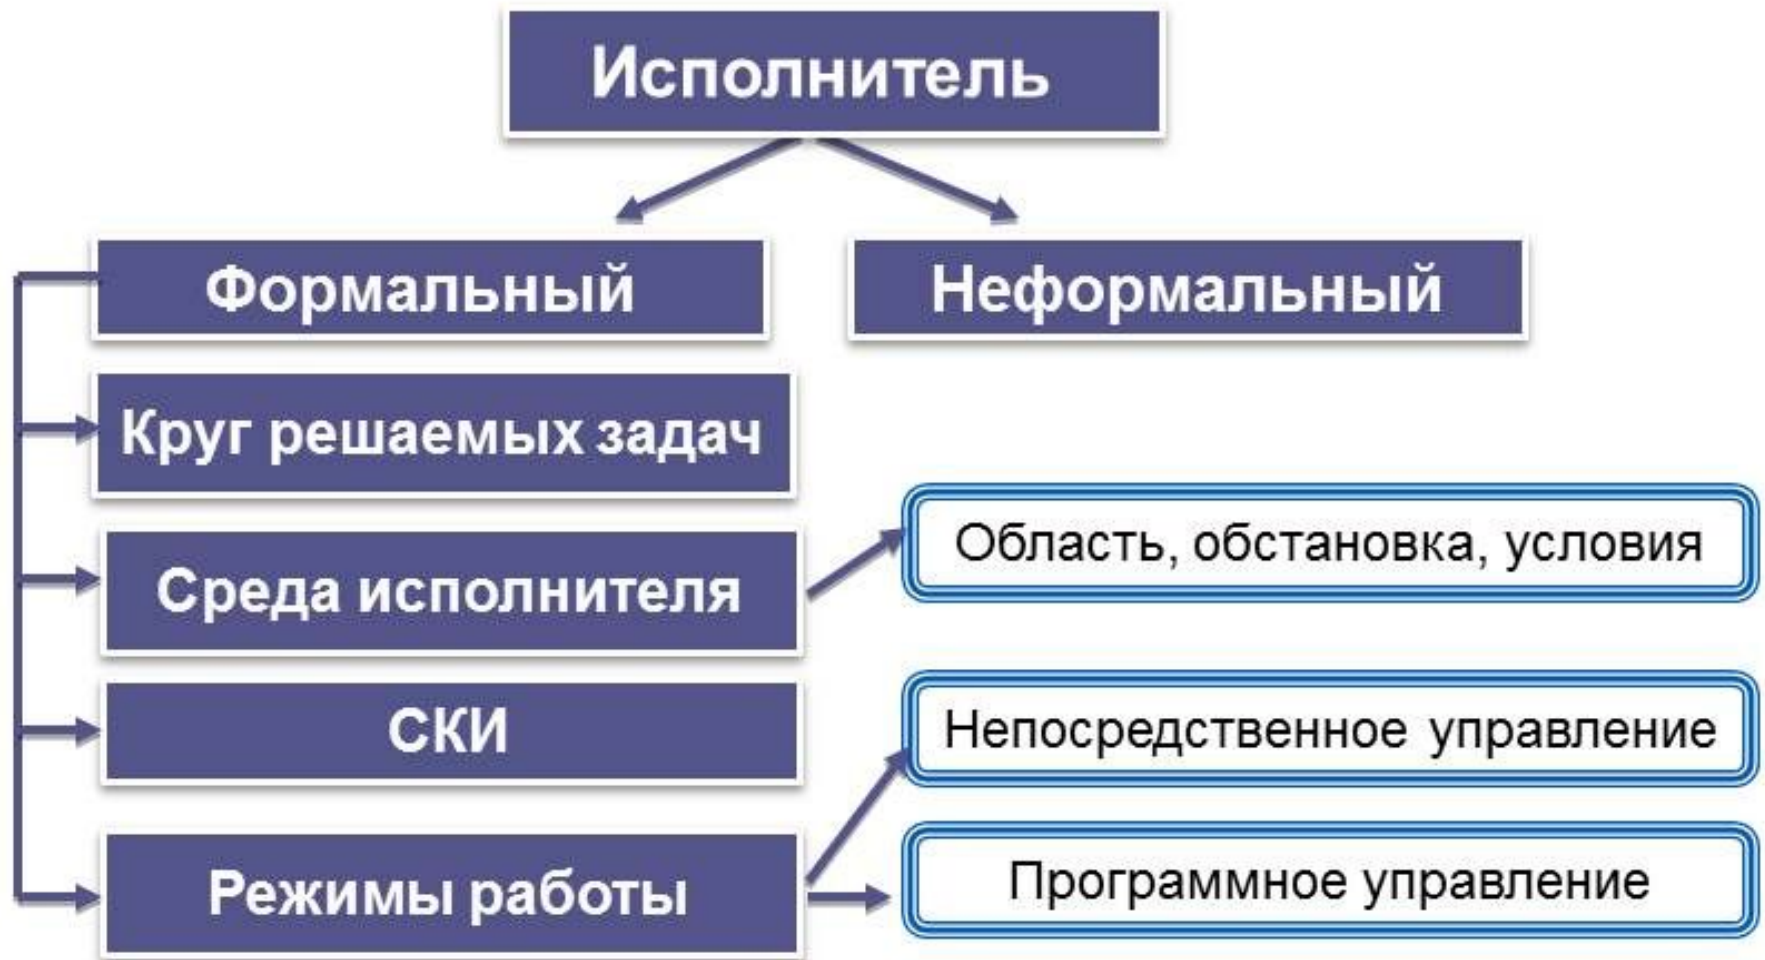 Исполнитель
Формальный
Неформальный
Круг решаемых задач
Среда исполнителя
Область, обстановка, условия
СКИ
Непосредственное управление
Режимы работы
Программное управление